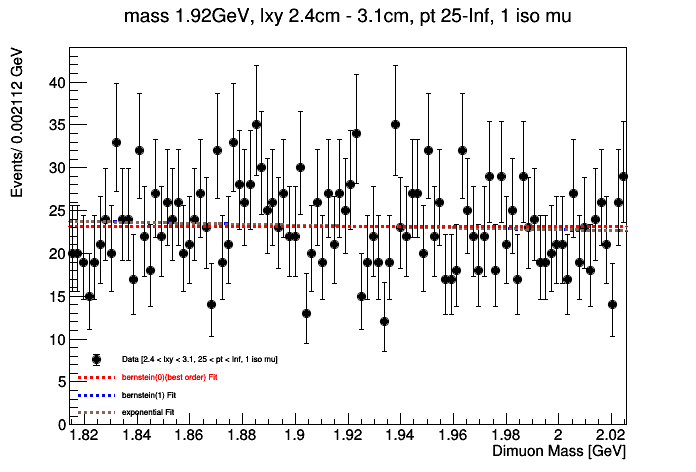 mass 1.92GeV, lxy 2.4cm - 3.1cm, pt 25-Inf, 1 iso mu
Events/ 0.002112 GeV
40
35
30
25
20
15
10
5
0
Data [2.4 < lxy < 3.1, 25 < pt < Inf, 1 iso mu]
bernstein(0)(best order) Fit
bernstein(1) Fit
exponential Fit
1.82 1.84 1.86 1.88 1.9 1.92 1.94 1.96 1.98 2 2.02
Dimuon Mass [GeV]